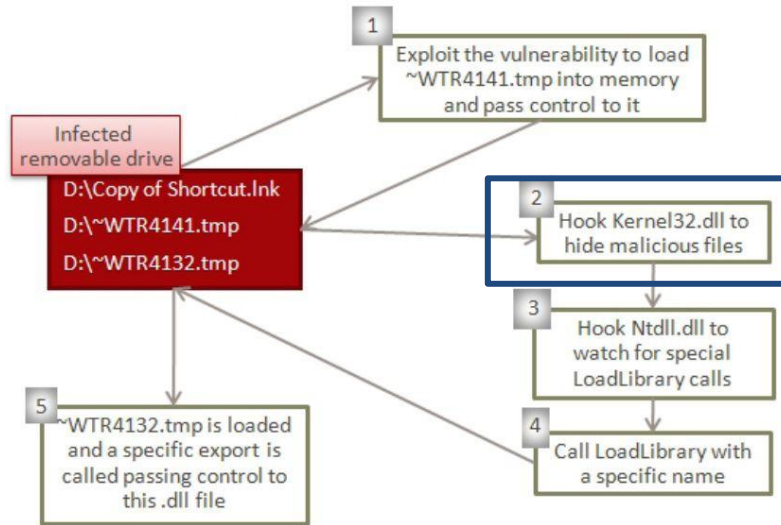 1
Exploit the vulnerability to load
~WTR4141.tmp into memory
and pass control to it
Infected
removable drive
D:\Copy of Shortcut.lnk
D:\~WTR4141.tmp
D:\~WTR4132.tmp
2
Hook Kernel32.dll to
hide malicious files
3
Hook Ntdll.dll to
watch for special
LoadLibrary calls
4
Call LoadLibrary with
a specific name
5
~WTR4132.tmp is loaded
and a specific export is
called passing control to
this .dll file